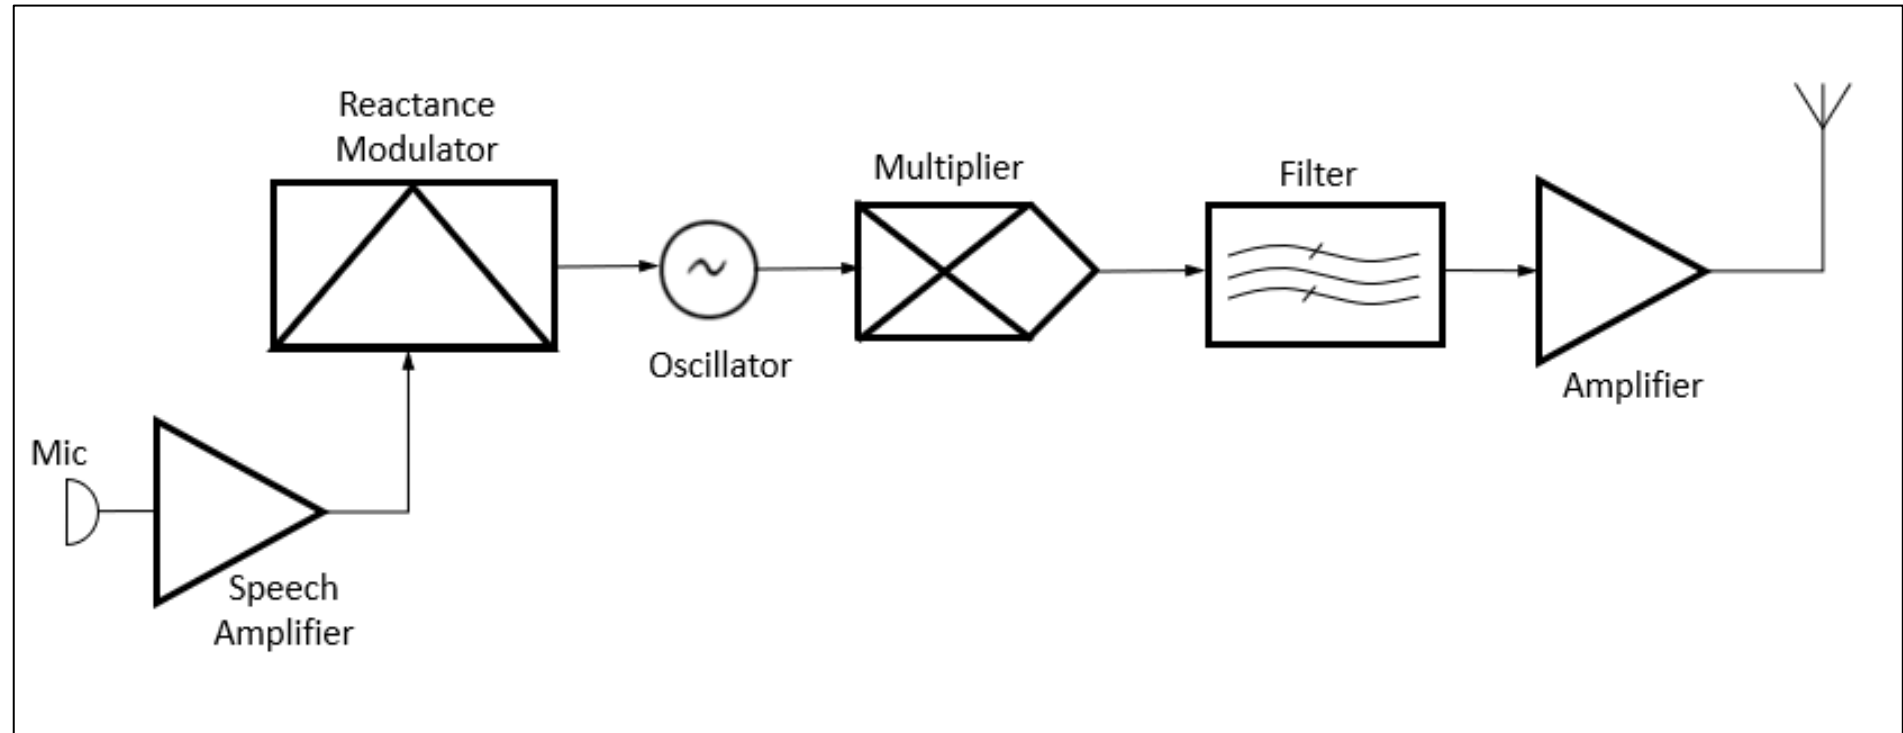 Reactance
Modulator
Multiplier
Filter
Oscillator
Amplifier
Mic
Speech
Amplifier